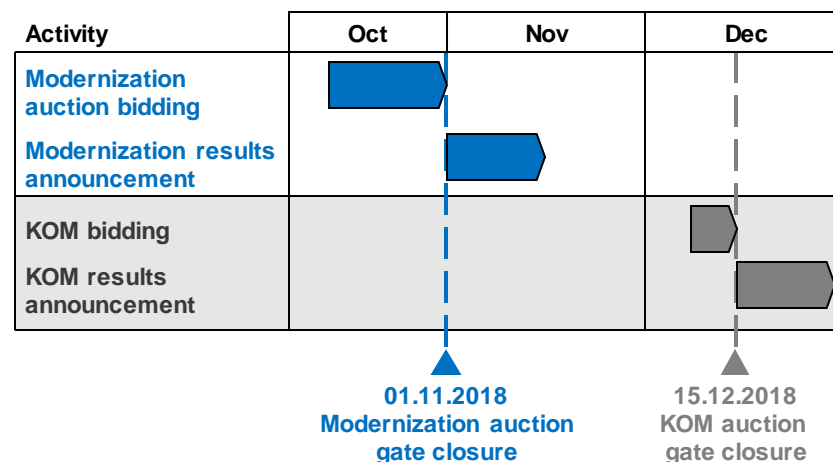 Activity Oct Nov Dec
Modernization
auction bidding
Modernization results
announcement
KOM bidding
KOM results
announcement
01.11.2018
Modernization auction
gate closure
15.12.2018
KOM auction
gate closure